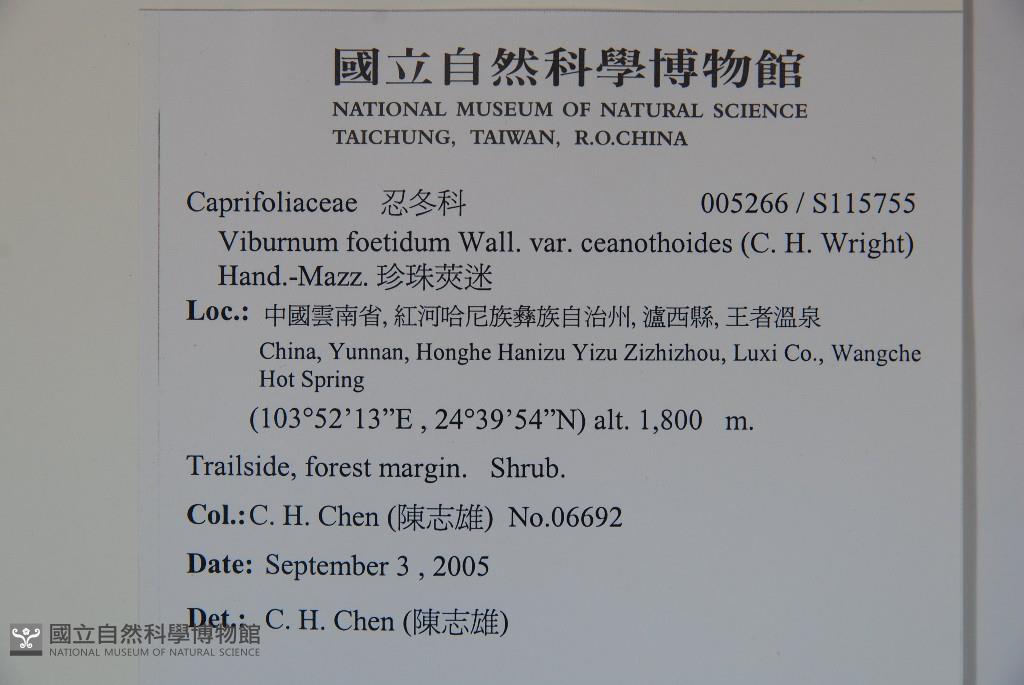 國立自然科學博物館
NATIONAL MUSEUM OF NATURAL SCIENCE
TAICHUNG, TAIWAN, R.O.CHINA
Caprifoliaceae 忍冬科 005266 / S115755
Viburnum foetidum Wall. var. ceanothoides (C. H. Wright)
Hand.-Mazz. 珍珠莢迷
Loc.: 中國雲南省, 紅河哈尼族彝族自治州, 瀘西縣, 王者溫泉
China, Yunnan, Honghe Hanizu Yizu Zizhizhou, Luxi Co., Wangche
Hot Spring
(103°52’13”E , 24°39’54”N) alt. 1,800 m.
Trailside, forest margin. Shrub.
Col.: C. H. Chen (陳志雄) No.06692
Date: September 3 , 2005
Det.: C. H. Chen (陳志雄)
國立自然科學博物館
NATIONAL MUSEUM OF NATURAL SCIENCE